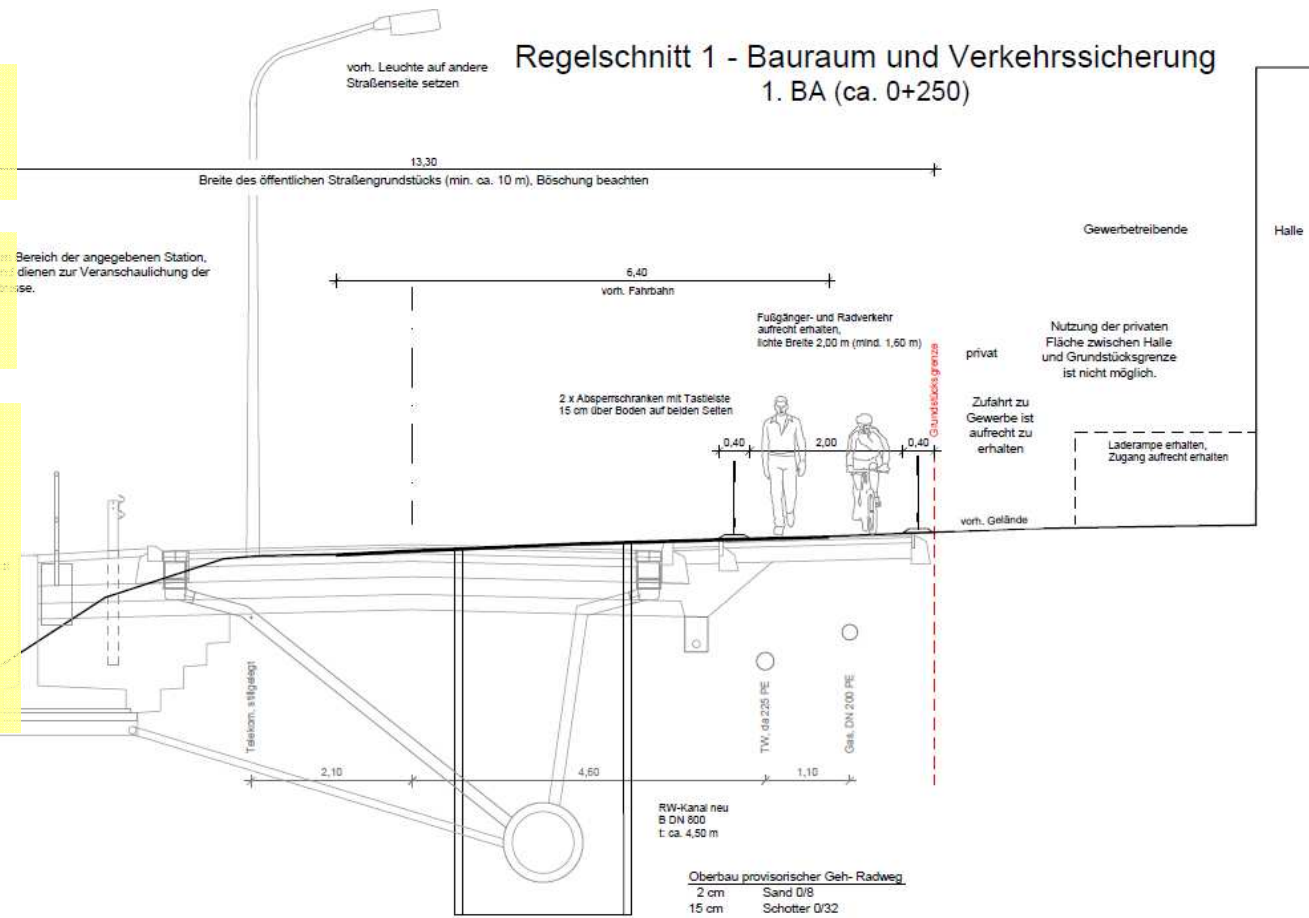 Regelschnitt 1 - Bauraum und Verkehrssicherung
1. BA (ca. 0+250)
vorh. Leuchte auf andere
Straßenseite setzen
13,30
Breite des öffentlichen Straßengrundstücks (min. ca. 10 m), Böschung beachten
Bereich der angegebenen Station,
dienen zur Veranschaulichung der
6,40
vorh. Fahrbahn
Gewerbetreibende
Halle
Fußgänger- und Radverkehr
aufrecht erhalten,
lichte Breite 2,00 m (mind. 1,60 m)
Grundstücksgrenze
privat
Nutzung der privaten
Fläche zwischen Halle
und Grundstücksgrenze
ist nicht möglich.
2 x Absperrschranken mit Tastleiste
15 cm über Boden auf beiden Seiten
Zufahrt zu
Gewerbe ist
aufrecht zu
erhalten
0,40
2,00
0,40
Laderampe erhalten,
Zugang aufrecht erhalten
vorh. Gelände
Telekom, stillgelegt
TW, da 225 PE
Gas, DN 200 PE
2,10
4,60
1,10
RW-Kanal neu
B DN 800
t: ca. 4,50 m
Oberbau provisorischer Geh- Radweg
2 cm Sand 0/8
15 cm Schotter 0/32